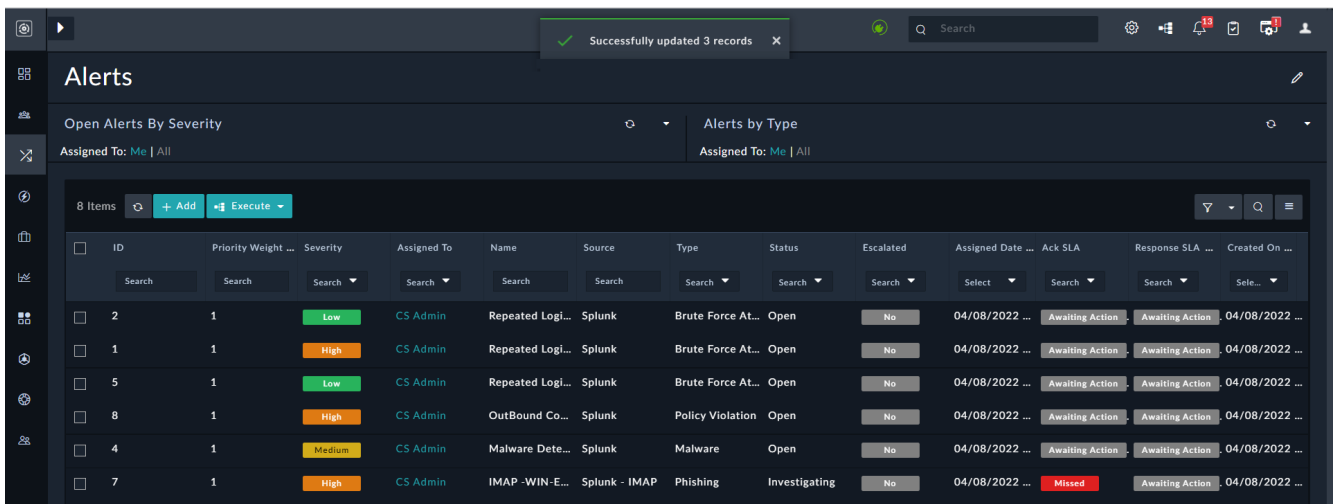 Successfully updated 3 records
Search
13
!
Alerts
Open Alerts By Severity
Assigned To: Me | All
Alerts by Type
Assigned To: Me | All
8 Items + Add Execute
ID Priority Weight ... Severity Assigned To Name Source Type Status Escalated Assigned Date ... Ack SLA Response SLA ... Created On ...
Search Search Search Search Search Search Search Search Search Select Search Search Sele...
2 1 Low CS Admin Repeated Logi... Splunk Brute Force At... Open No 04/08/2022 ... Awaiting Action Awaiting Action 04/08/2022 ...
1 1 High CS Admin Repeated Logi... Splunk Brute Force At... Open No 04/08/2022 ... Awaiting Action Awaiting Action 04/08/2022 ...
5 1 Low CS Admin Repeated Logi... Splunk Brute Force At... Open No 04/08/2022 ... Awaiting Action Awaiting Action 04/08/2022 ...
8 1 High CS Admin OutBound Co... Splunk Policy Violation Open No 04/08/2022 ... Awaiting Action Awaiting Action 04/08/2022 ...
4 1 Medium CS Admin Malware Dete... Splunk Malware Open No 04/08/2022 ... Awaiting Action Awaiting Action 04/08/2022 ...
7 1 High CS Admin IMAP -WIN-E... Splunk - IMAP Phishing Investigating No 04/08/2022 ... Missed Awaiting Action 04/08/2022 ...